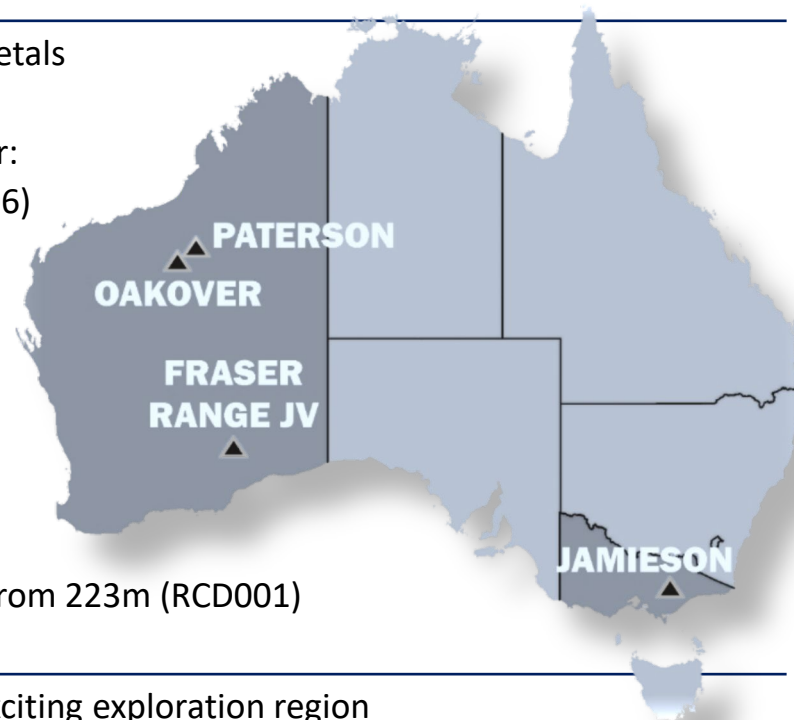 etals
r:
6)
PATERSON
OAKOVER
FRASER
RANGE JV
JAMIESON
rom 223m (RCD001)
citing exploration region